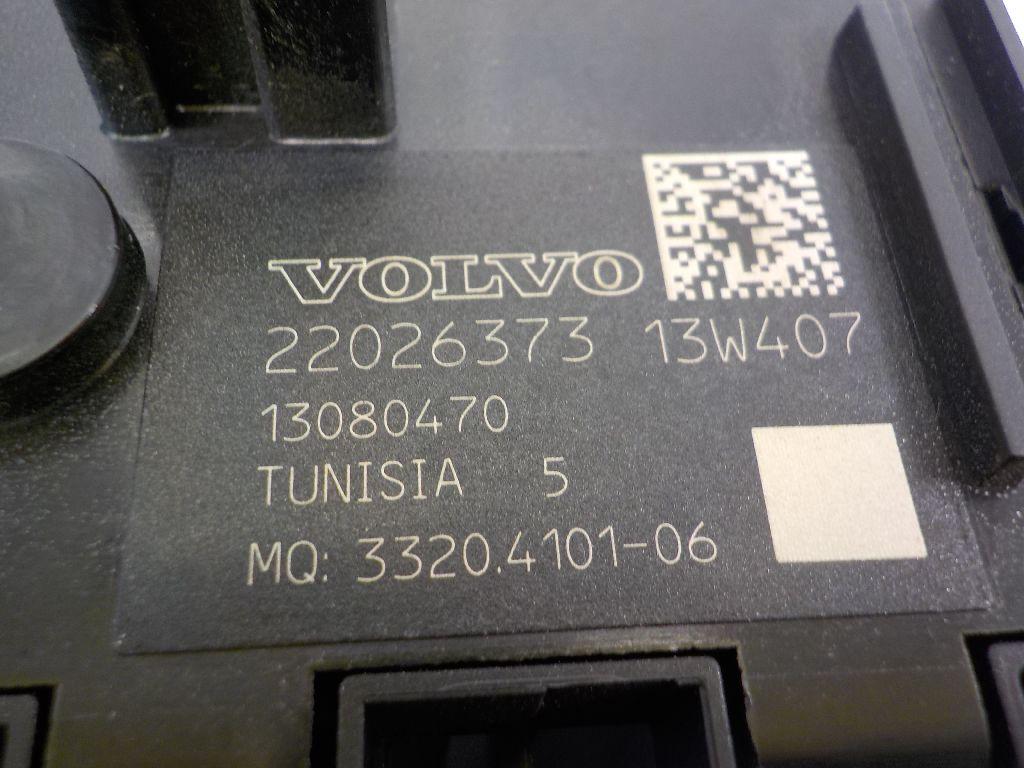 VOLVO
22026373 13W407
13080470
TUNISIA 5
MQ: 3320.4101-06